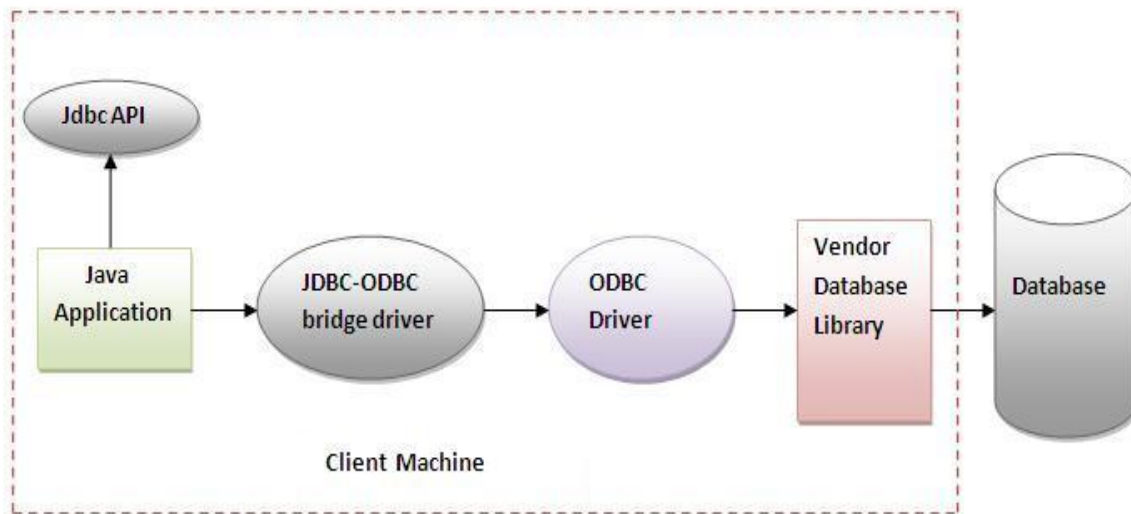 Jdbc API
Java
Application
JDBC-ODBC
bridge driver
ODBC
Driver
Vendor
Database
Library
Database
Client Machine